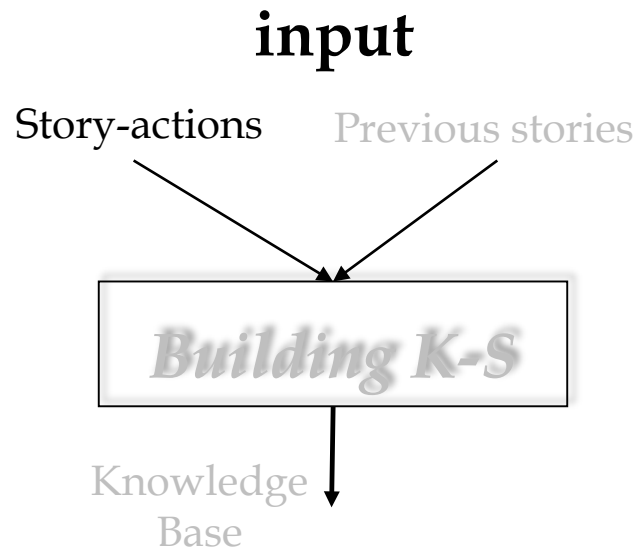 input
Story-actions
Previous stories
Building K-S
Knowledge
Base